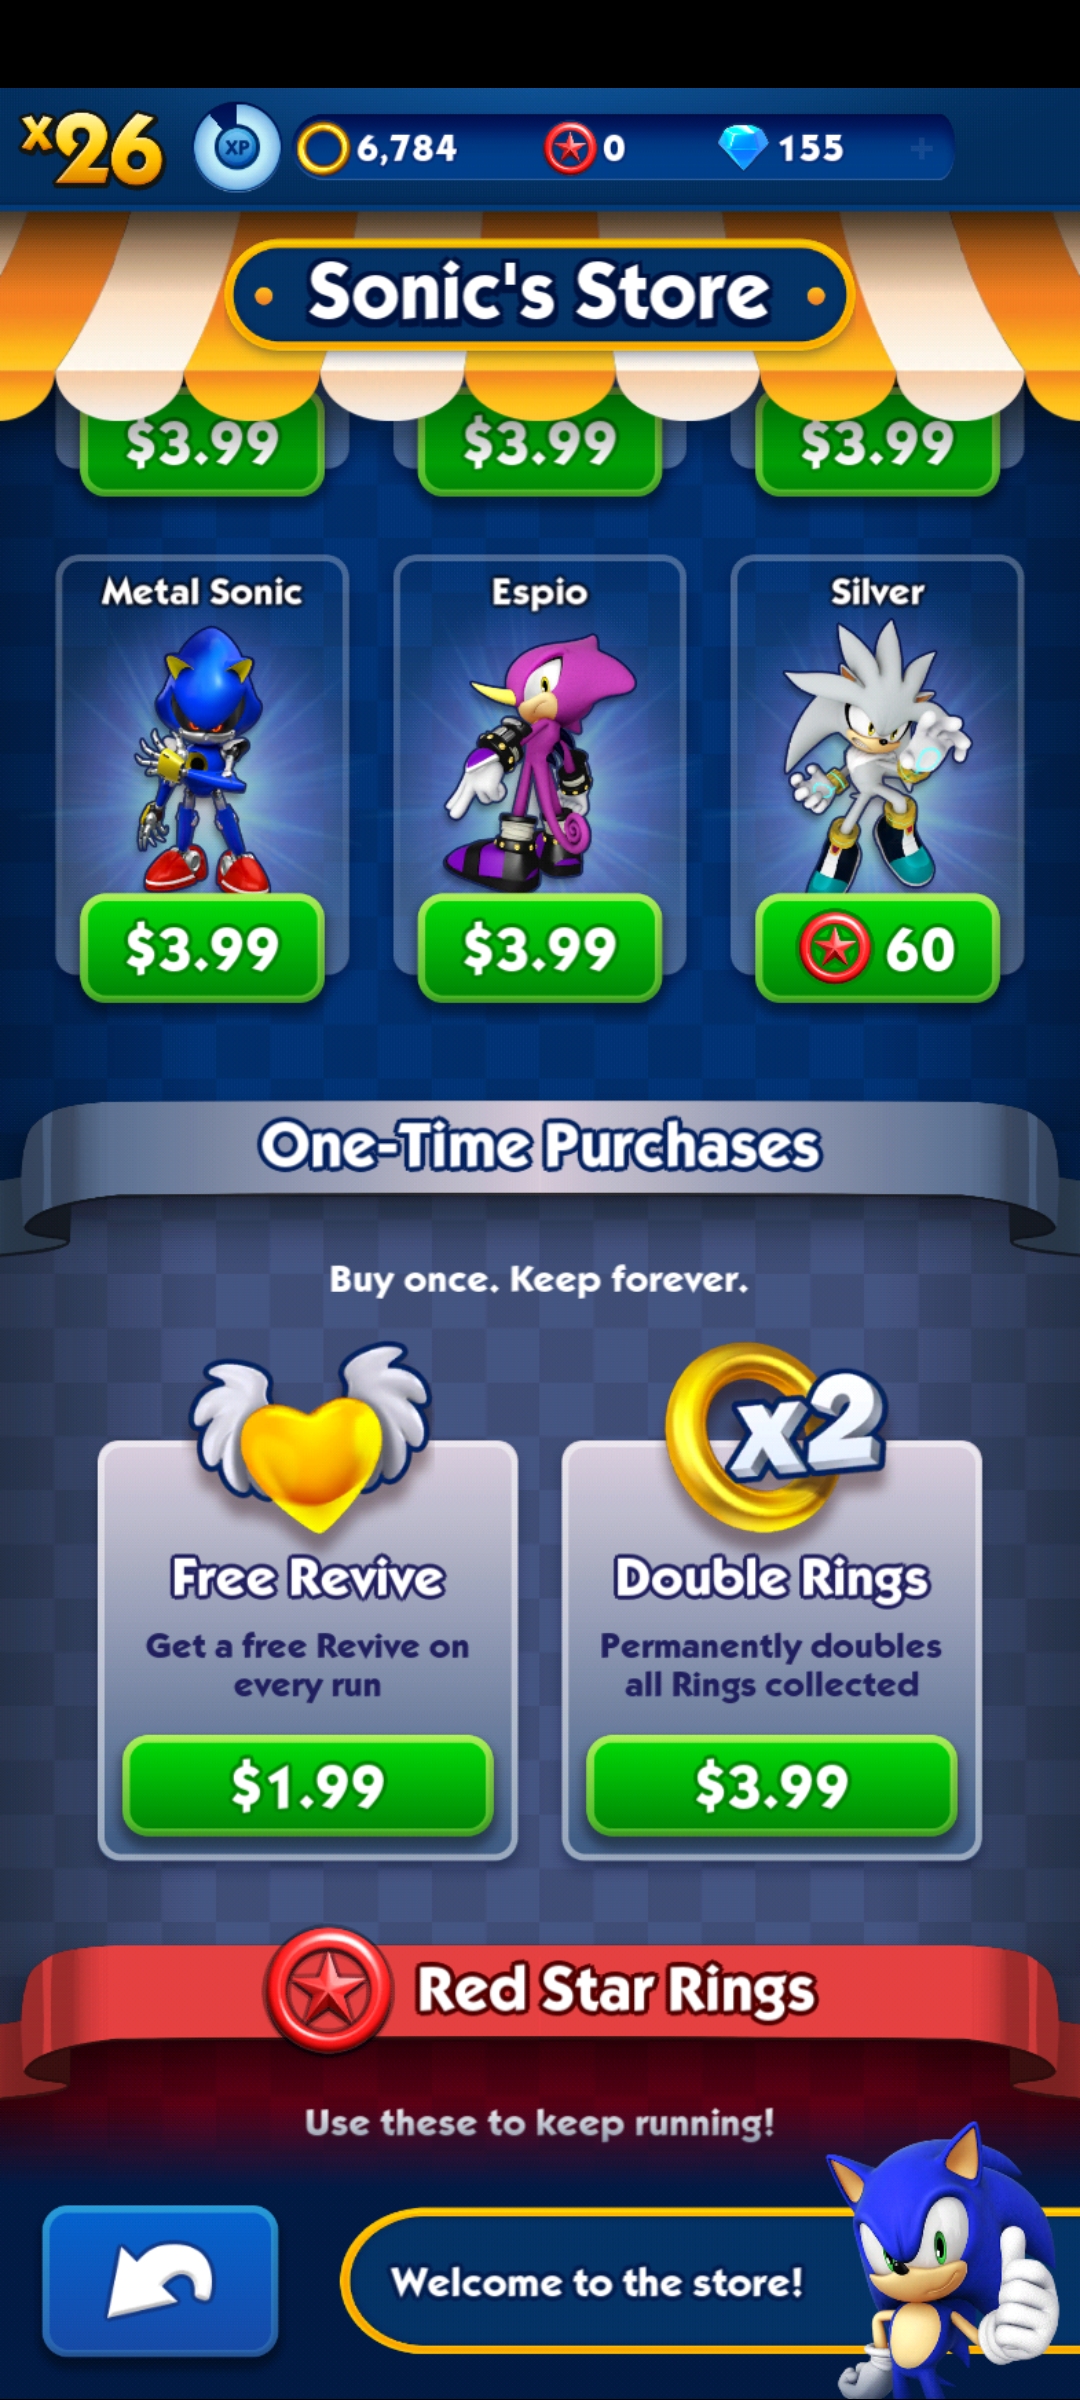 x26 XP 6,784 0 155 +
Sonic's Store
$3.99 $3.99 $3.99
Metal Sonic Espio Silver
$3.99 $3.99 60
One-Time Purchases
Buy once. Keep forever.
x2
Free Revive
Get a free Revive on
every run
$1.99
Double Rings
Permanently doubles
all Rings collected
$3.99
Red Star Rings
Use these to keep running!
Welcome to the store!